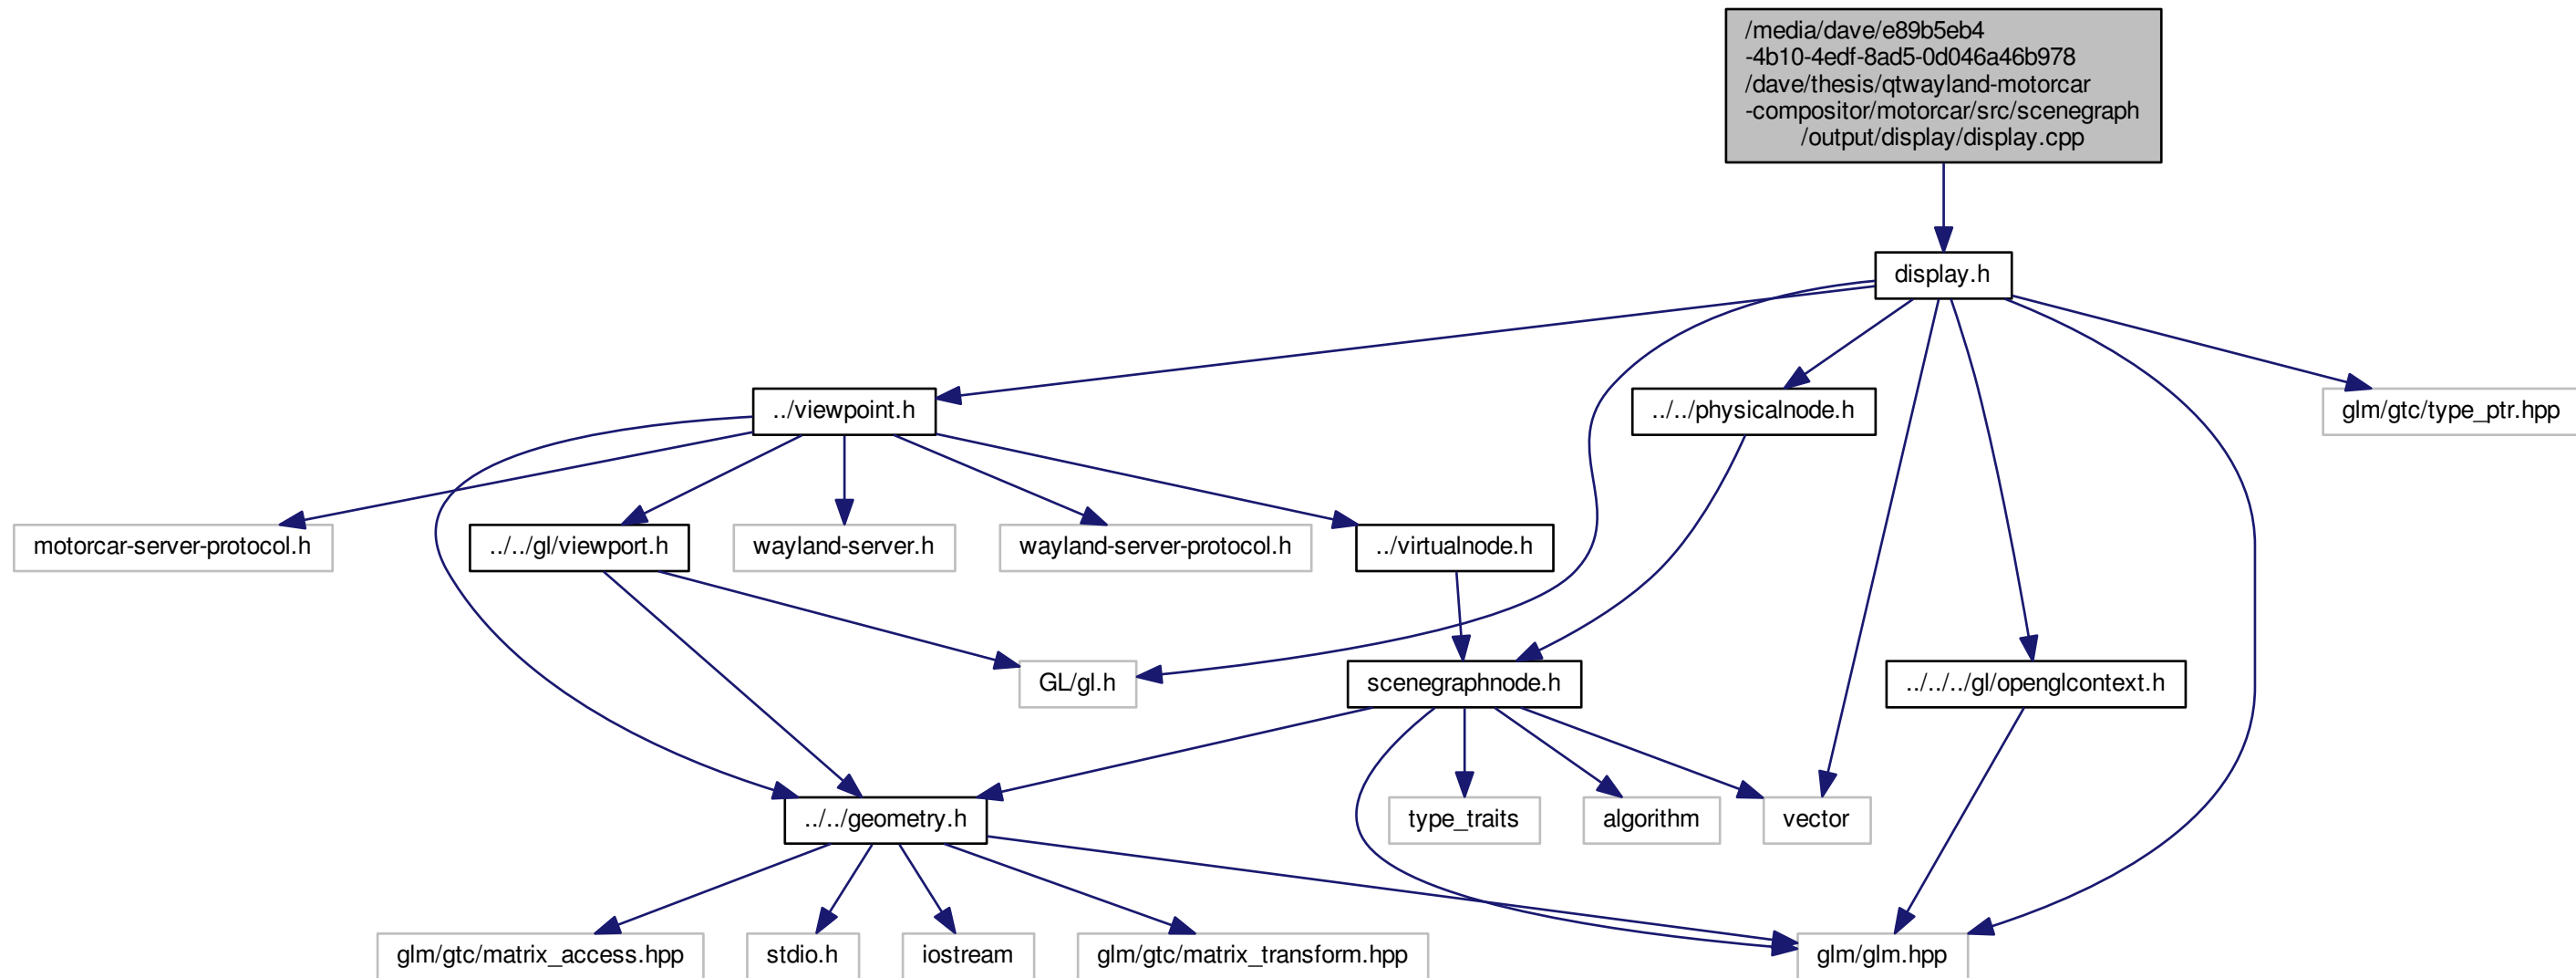 /media/dave/e89b5eb4
-4b10-4edf-8ad5-0d046a46b978
/dave/thesis/qtwayland-motorcar
-compositor/motorcar/src/scenegraph
/output/display/display.cpp
display.h
../viewpoint.h
../../physicalnode.h
glm/gtc/type_ptr.hpp
motorcar-server-protocol.h
../../gl/viewport.h
wayland-server.h
wayland-server-protocol.h
../virtualnode.h
GL/gl.h
scenegraphnode.h
../../../gl/openglcontext.h
../../geometry.h
type_traits
algorithm
vector
glm/gtc/matrix_access.hpp
stdio.h
iostream
glm/gtc/matrix_transform.hpp
glm/glm.hpp